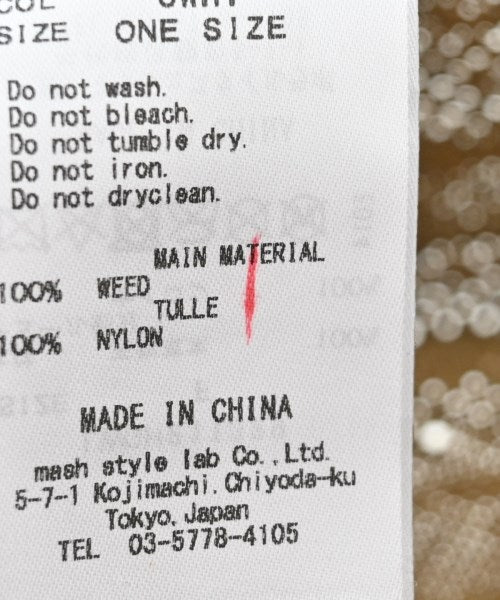 COL
SIZE ONE SIZE
Do not wash.
Do not bleach.
Do not tumble dry.
Do not iron.
Do not dryclean.
MAIN MATERIAL
100% WEED
TULLE
100% NYLON
MADE IN CHINA
mash style lab Co.,Ltd.
5-7-1 Kojimachi.Chiyoda-ku
Tokyo.Japan
TEL 03-5778-4105